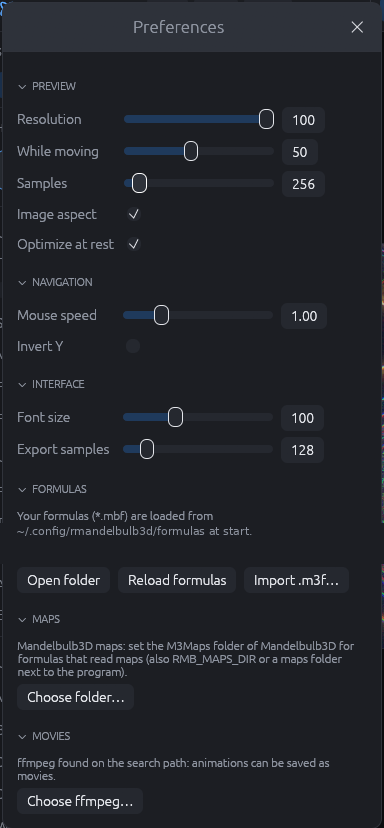 Preferences
PREVIEW
Resolution 100
While moving 50
Samples 256
Image aspect
Optimize at rest
NAVIGATION
Mouse speed 1.00
Invert Y
INTERFACE
Font size 100
Export samples 128
FORMULAS
Your formulas (*.mbf) are loaded from
~/.config/rmandelbulb3d/formulas at start.
Open folder Reload formulas Import .m3f...
MAPS
Mandelbulb3D maps: set the M3Maps folder of Mandelbulb3D for
formulas that read maps (also RMB_MAPS_DIR or a maps folder
next to the program).
Choose folder...
MOVIES
ffmpeg found on the search path: animations can be saved as
movies.
Choose ffmpeg...